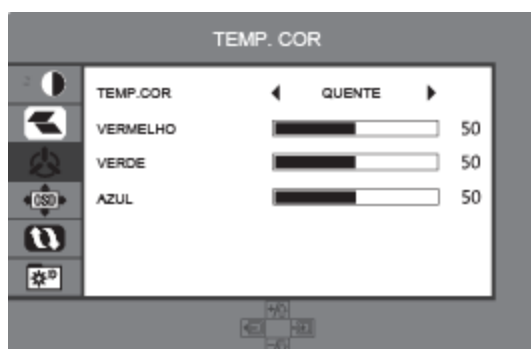 TEMP. COR
TEMP.COR QUENTE
VERMELHO 50
VERDE 50
AZUL 50
OSD